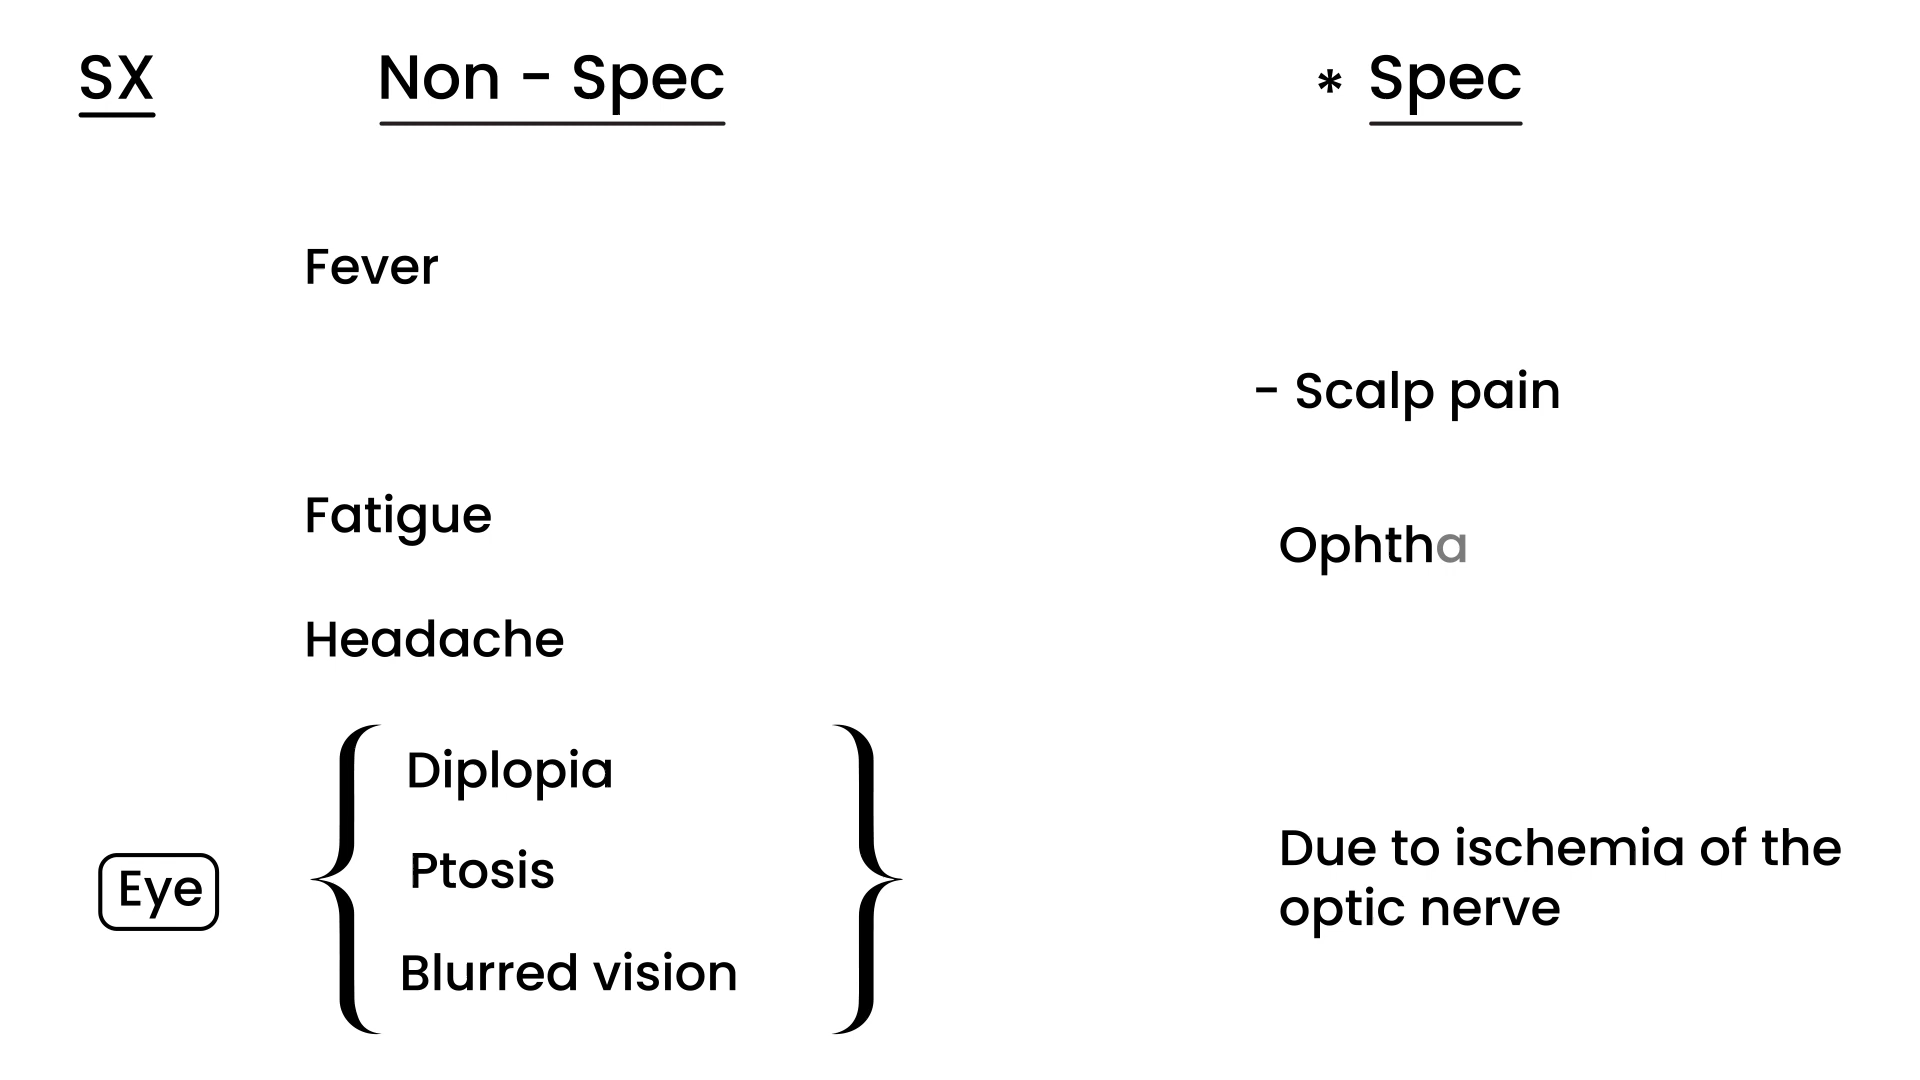 SX
Non - Spec
* Spec
Fever
- Scalp pain
Fatigue
Ophtha
Headache
Diplopia
Ptosis
Blurred vision
Eye
Due to ischemia of the
optic nerve